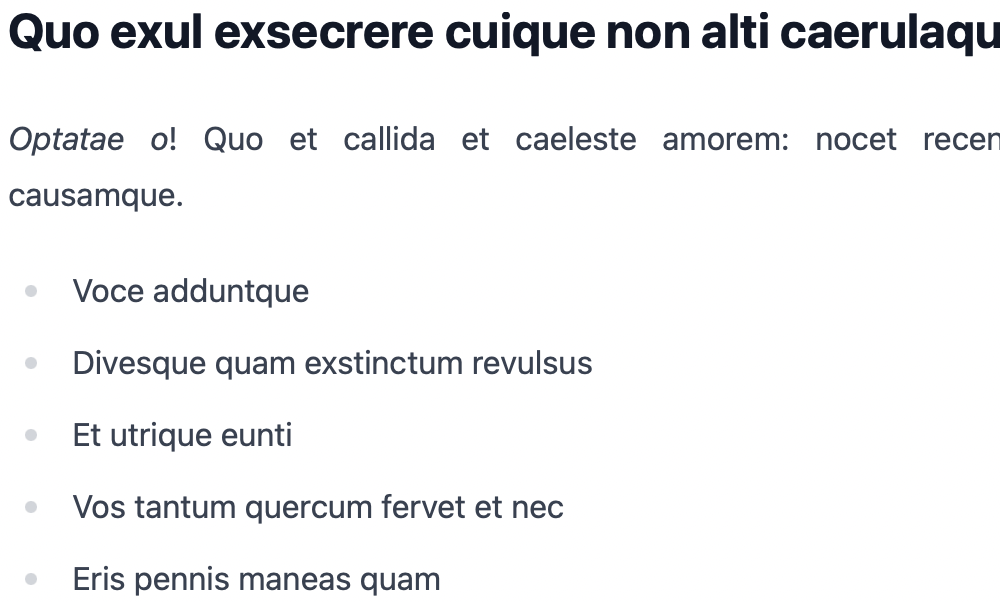 Quo exul exsecrere cuique non alti caerulaqu
Optatae o! Quo et callida et caeleste amorem: nocet recen
causamque.
Voce adduntque
Divesque quam exstinctum revulsus
Et utrique eunti
Vos tantum quercum fervet et nec
Eris pennis maneas quam